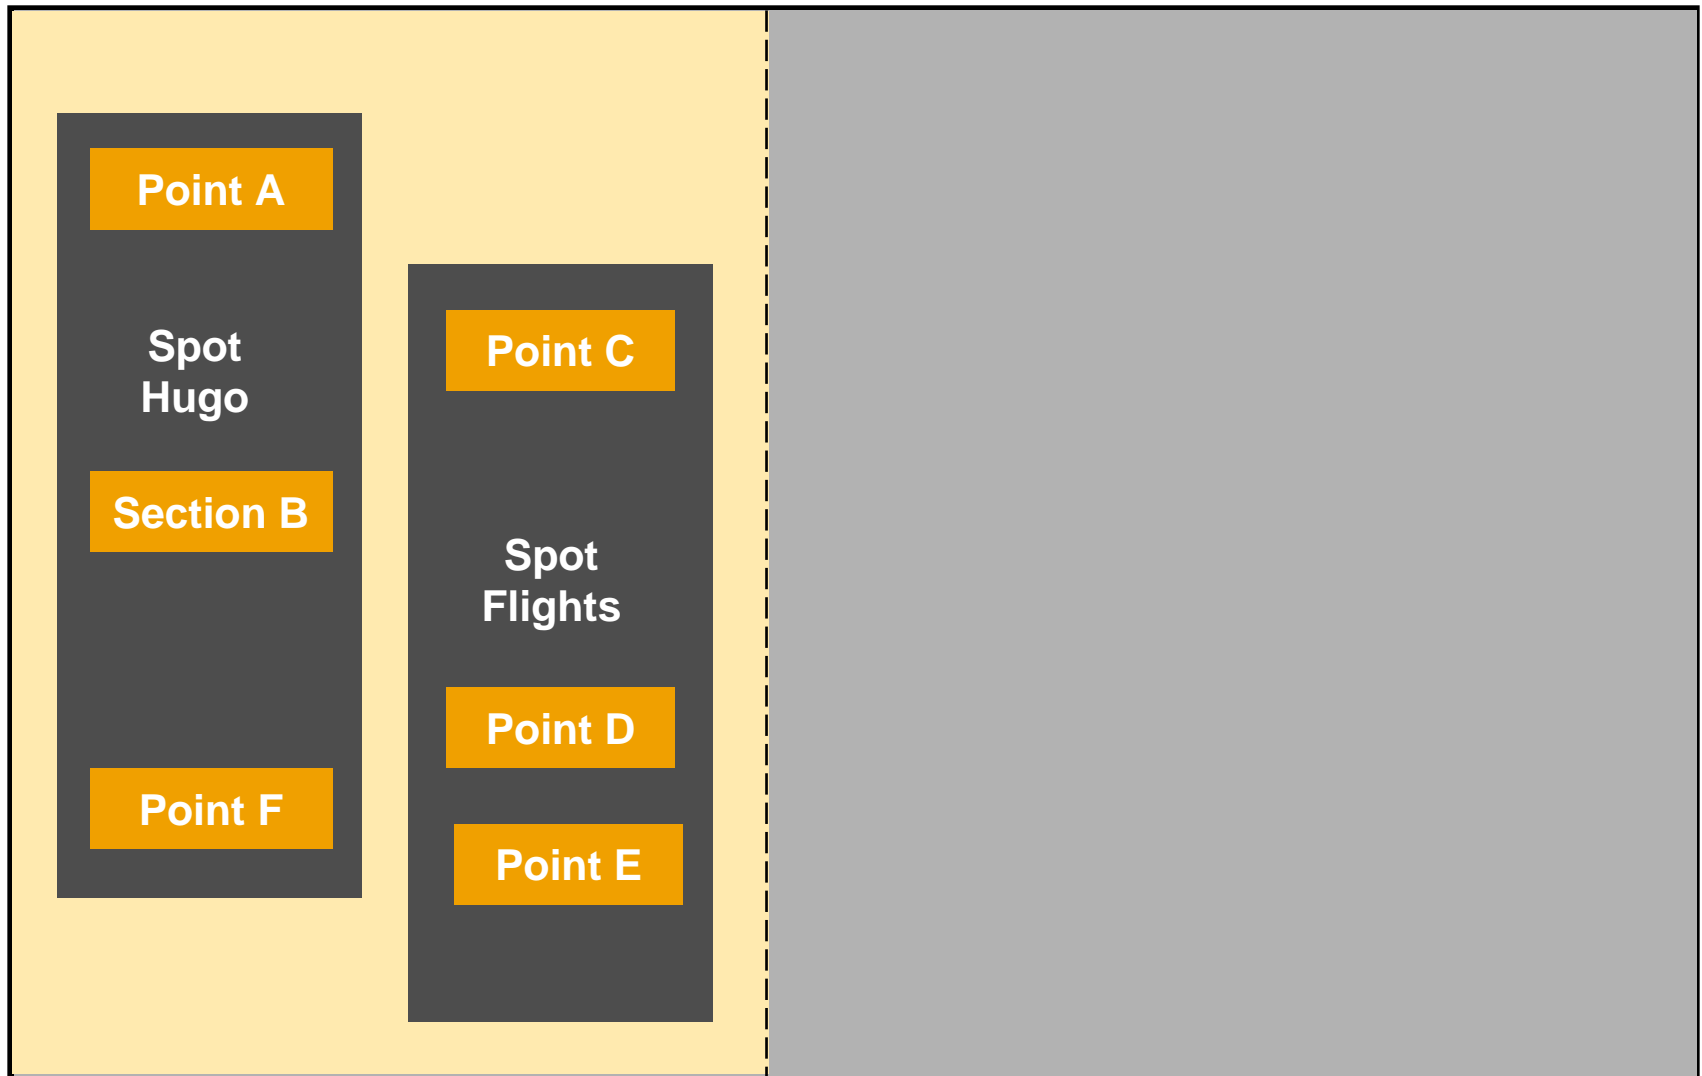 Point A
Spot
Hugo
Section B
Point F
Point C
Spot
Flights
Point D
Point E